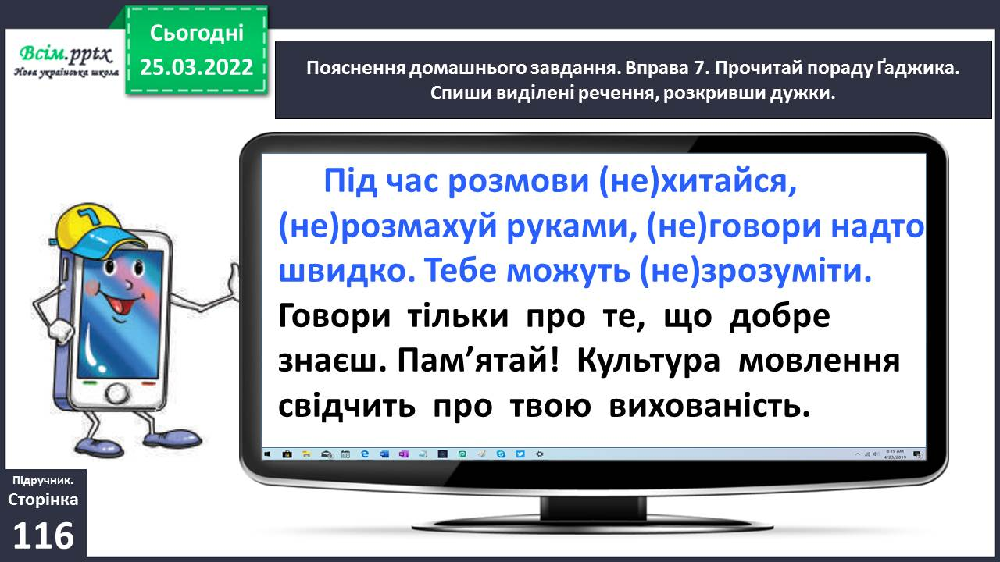 Всім.pptx
Нова українська школа
Сьогодні
25.03.2022
Пояснення домашнього завдання. Вправа 7. Прочитай пораду Ґаджика.
Спиши виділені речення, розкривши дужки.
Під час розмови (не)хитайся,
(не)розмахуй руками, (не)говори надто
швидко. Тебе можуть (не)зрозуміти.
Говори тільки про те, що добре
знаєш. Пам’ятай! Культура мовлення
свідчить про твою вихованість.
8:19 AM
4/23/2019
Підручник.
Сторінка
116